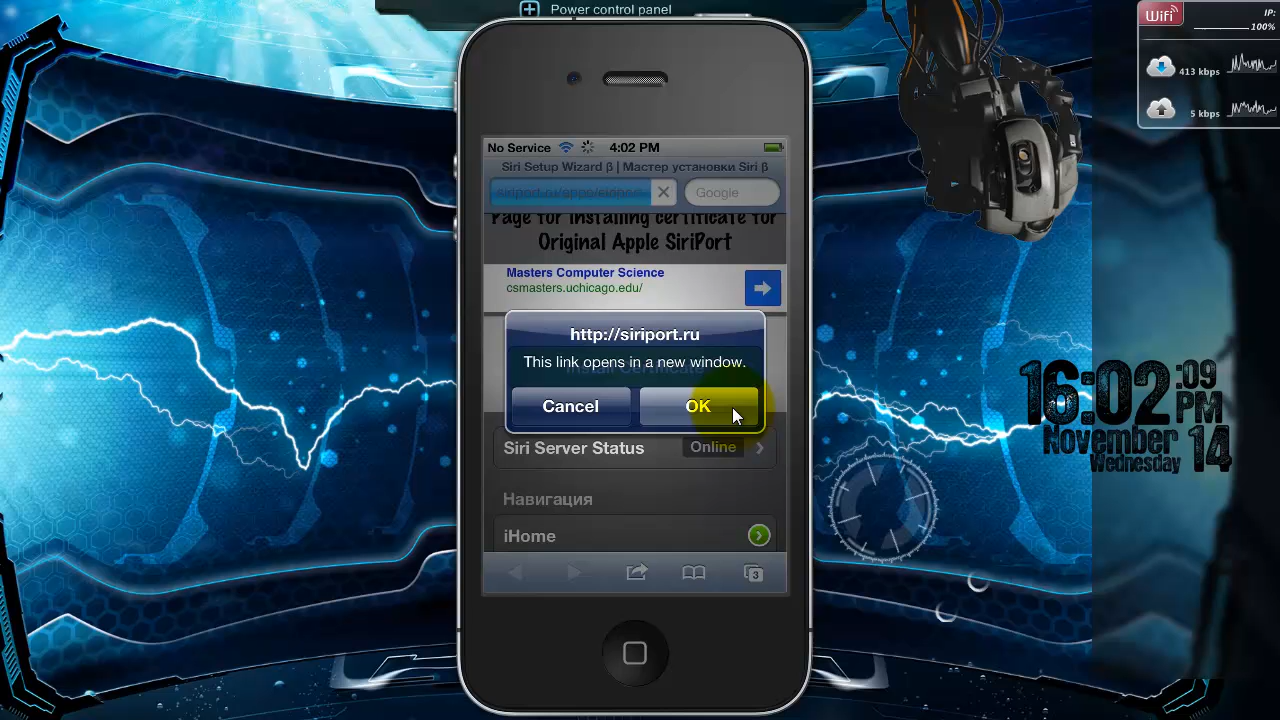 Power control panel
WiFi
IP:
100%
413 kbps
5 kbps
No Service
4:02 PM
Siri Setup Wizard β | Мастер установки Siri β
Google
Page for installing certificate for
Original Apple SiriPort
Masters Computer Science
csmasters.uchicago.edu/
http://siriport.ru
This link opens in a new window.
Cancel
OK
Siri Server Status
Online
Навигация
iHome
3
16:02:09
PM
November 14
Wednesday